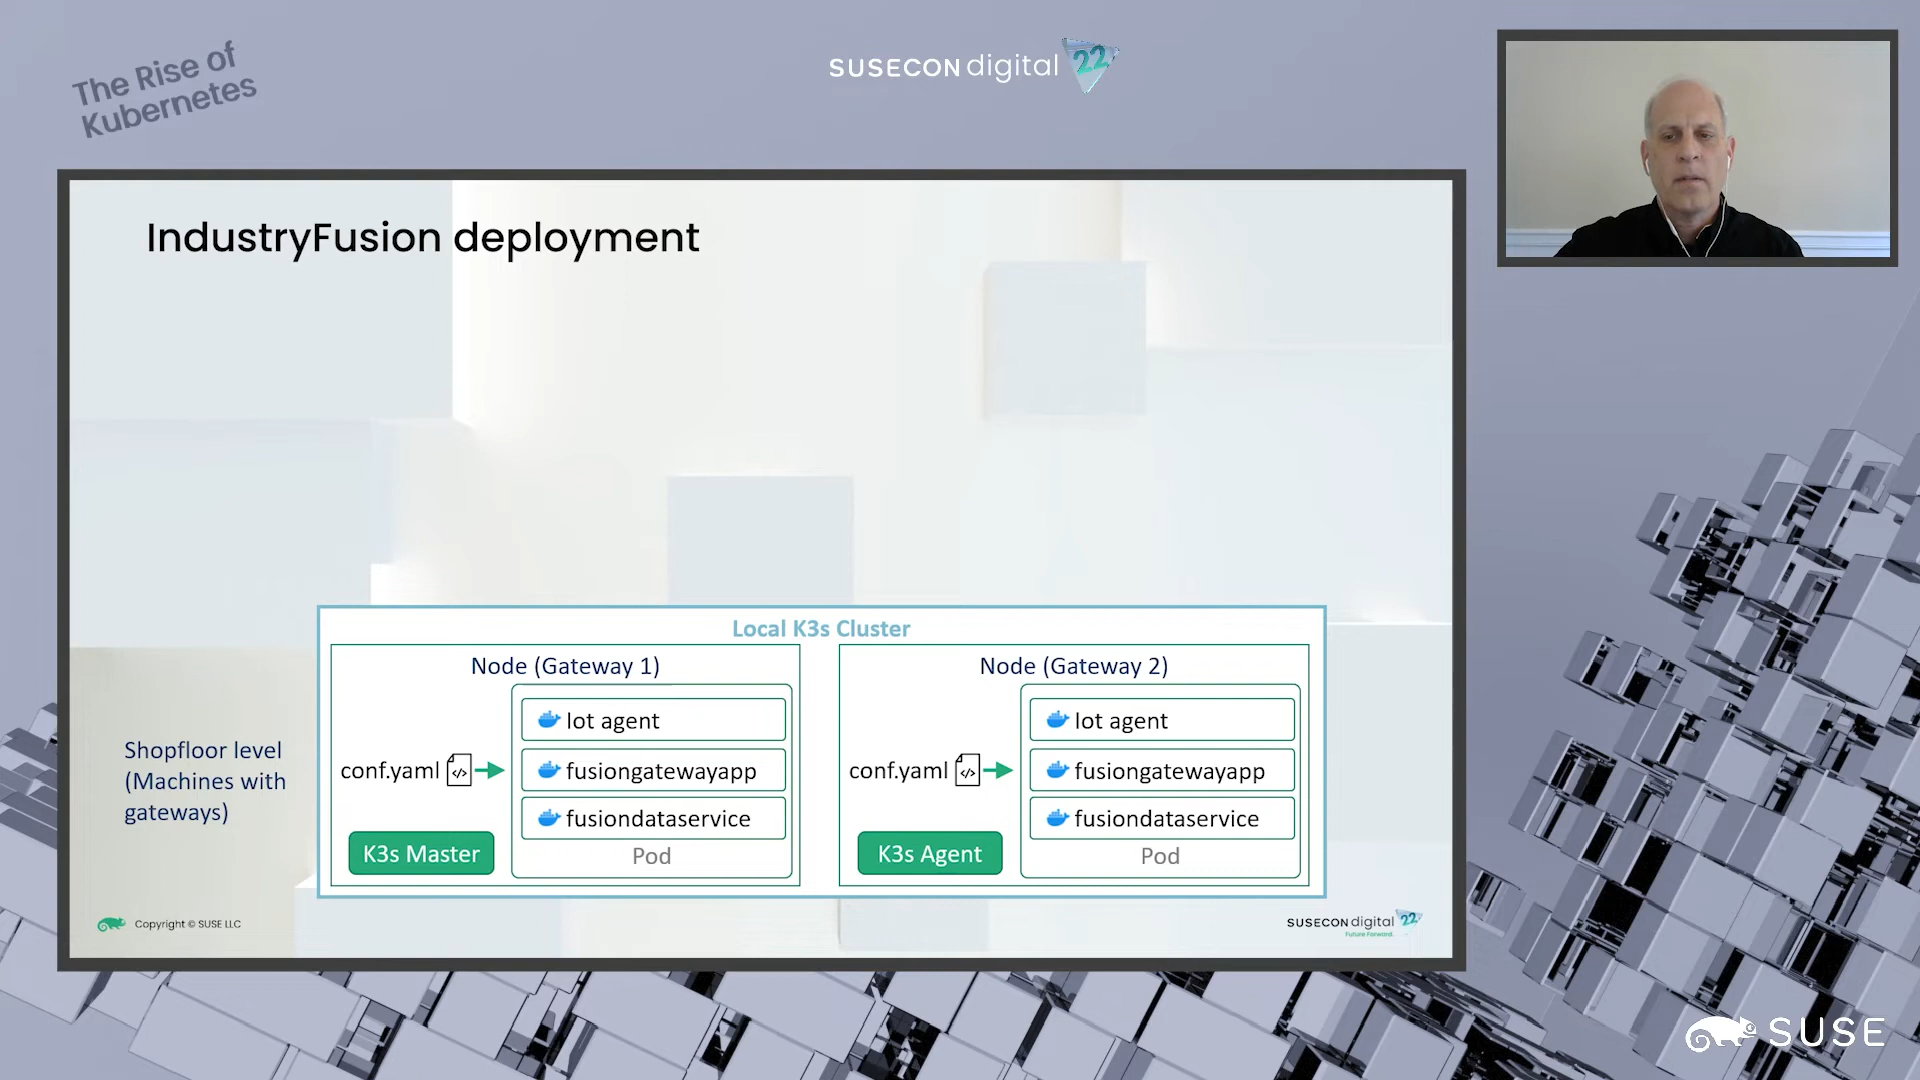 The Rise of
Kubernetes
SUSECON digital 22
IndustryFusion deployment
Local K3s Cluster
Node (Gateway 1)
Iot agent
conf.yaml
fusiongatewayapp
fusiondataservice
K3s Master
Pod
Node (Gateway 2)
Iot agent
conf.yaml
fusiongatewayapp
fusiondataservice
K3s Agent
Pod
Shopfloor level
(Machines with
gateways)
Copyright © SUSE LLC
SUSECON digital 22
Future Forward.
SUSE